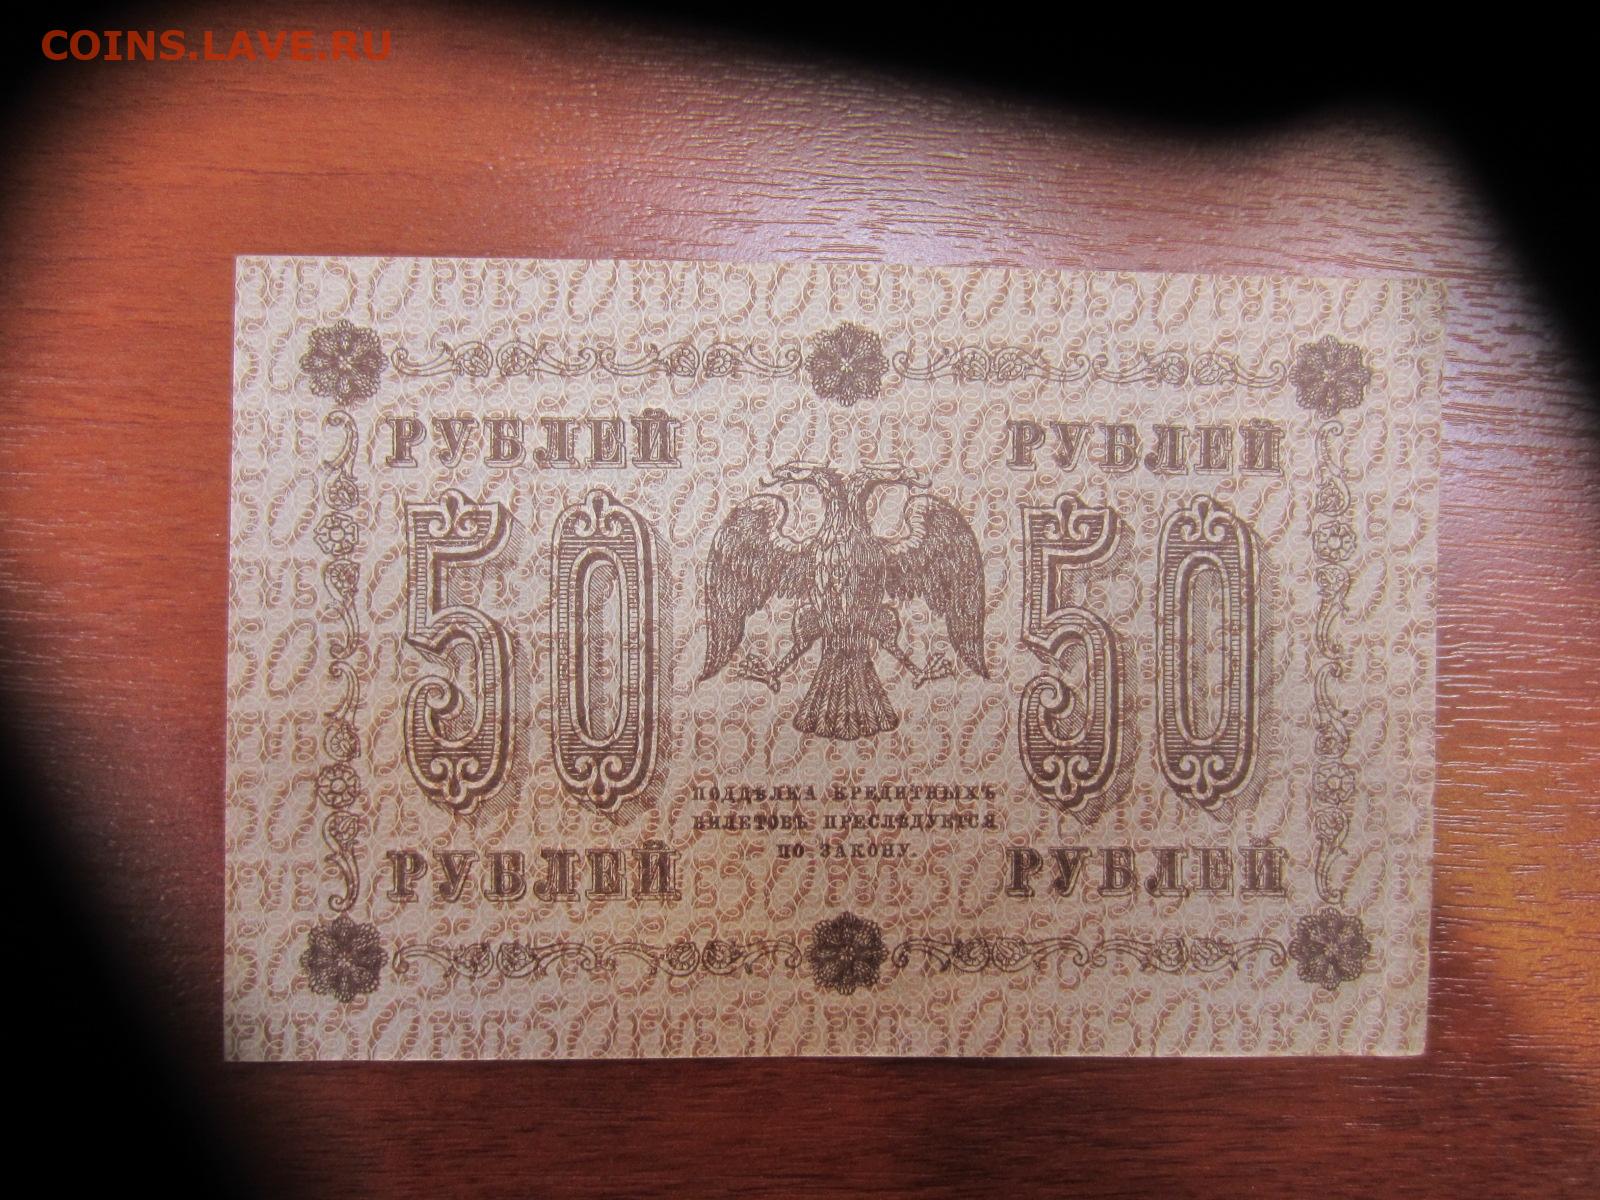 COINS.LAVE.RU
РУБЛЕЙ РУБЛЕЙ
50 50
ПОДДѢЛКА КРЕДИТНЫХЪ
БИЛЕТОВЪ ПРЕСЛѢДУЕТСЯ
ПО ЗАКОНУ.
РУБЛЕЙ РУБЛЕЙ